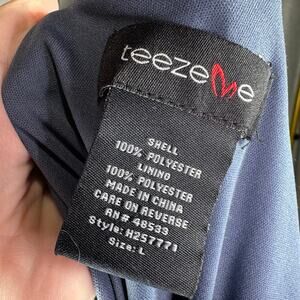 teezeme
SHELL
100% POLYESTER
LINING
100% POLYESTER
MADE IN CHINA
CARE ON REVERSE
RN# 48533
Style: H257771
Size: L